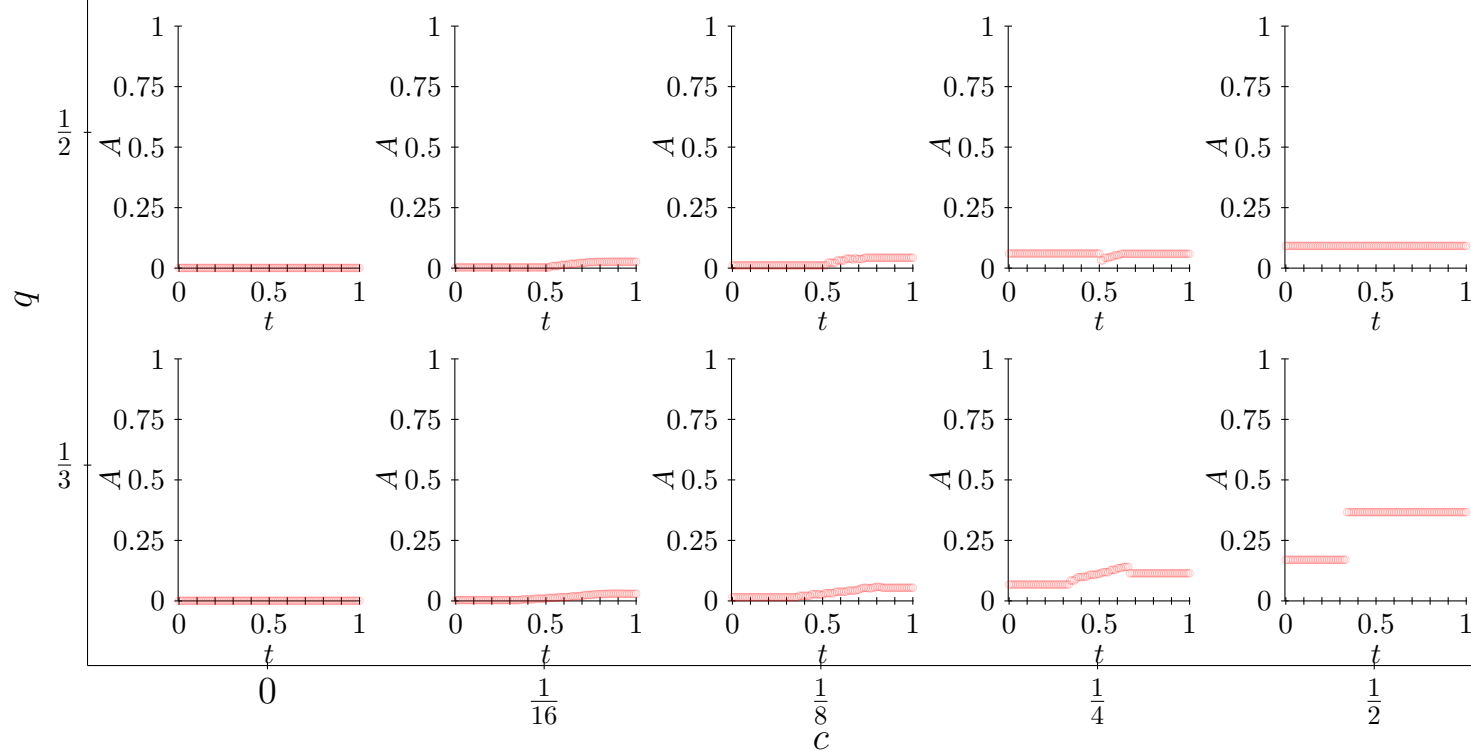 1 1 1 1 1
0.75 0.75 0.75 0.75 0.75
1/2 A 0.5 A 0.5 A 0.5 A 0.5 A 0.5
0.25 0.25 0.25 0.25 0.25
0 0 0 0 0
0 0.5 1 0 0.5 1 0 0.5 1 0 0.5 1 0 0.5 1
q
t t t t t
1 1 1 1 1
0.75 0.75 0.75 0.75 0.75
1/3 A 0.5 A 0.5 A 0.5 A 0.5 A 0.5
0.25 0.25 0.25 0.25 0.25
0 0 0 0 0
0 0.5 1 0 0.5 1 0 0.5 1 0 0.5 1 0 0.5 1
t t t t t
0 1/16 1/8 1/4 1/2
c